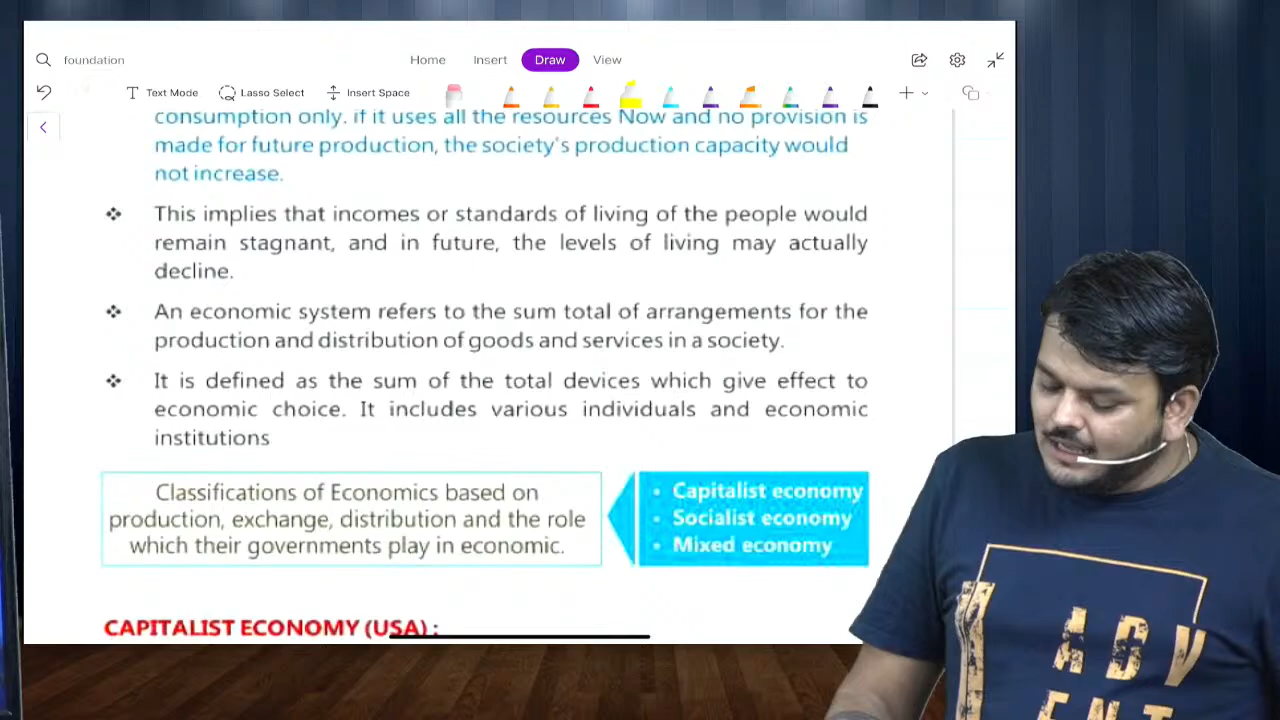 foundation
Home Insert Draw View
Text Mode Lasso Select Insert Space
consumption only. if it uses all the resources Now and no provision is
made for future production, the society's production capacity would
not increase.
❖ This implies that incomes or standards of living of the people would
remain stagnant, and in future, the levels of living may actually
decline.
❖ An economic system refers to the sum total of arrangements for the
production and distribution of goods and services in a society.
❖ It is defined as the sum of the total devices which give effect to
economic choice. It includes various individuals and economic
institutions
Classifications of Economics based on
production, exchange, distribution and the role
which their governments play in economic.
• Capitalist economy
• Socialist economy
• Mixed economy
CAPITALIST ECONOMY (USA) :
ADV
ENT